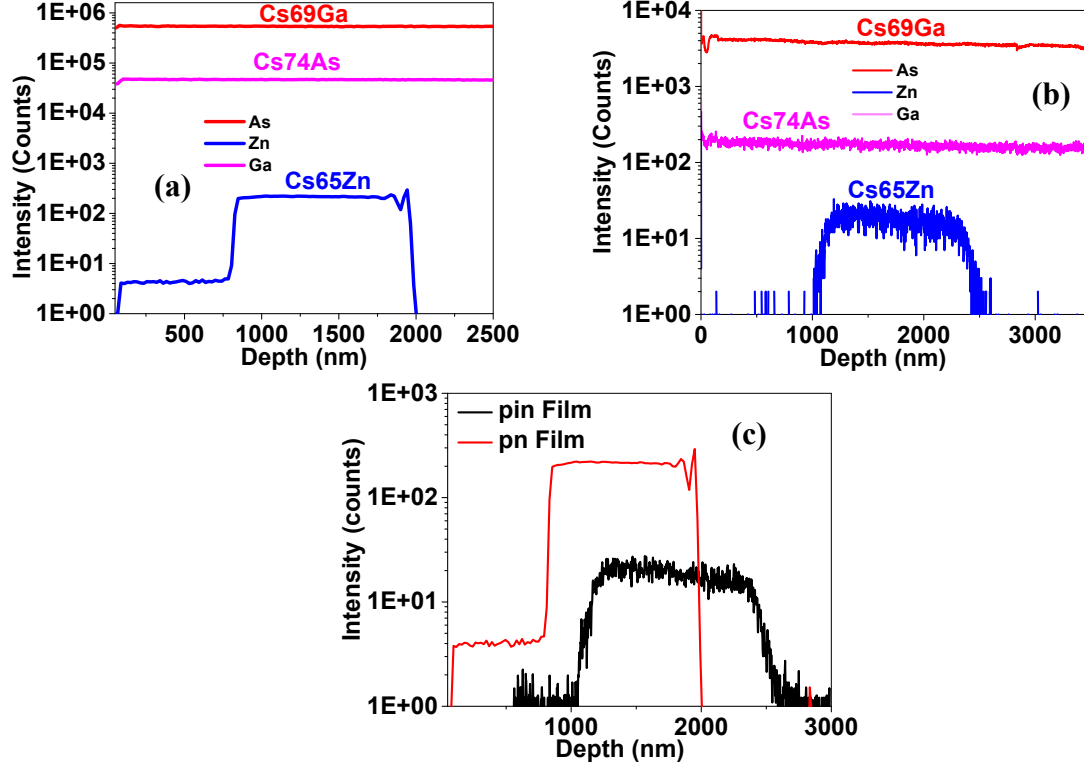 Cs69Ga
Cs74As
As
Zn
Ga
(a)
Cs65Zn
1E+06
1E+05
1E+04
1E+03
1E+02
1E+01
1E+00
Intensity (Counts)
500
1000
1500
2000
2500
Depth (nm)
Cs69Ga
As
Zn
Ga
(b)
Cs74As
Cs65Zn
1E+04
1E+03
1E+02
1E+01
1E+00
Intensity (Counts)
0
1000
2000
3000
Depth (nm)
pin Film
pn Film
(c)
1E+03
1E+02
1E+01
1E+00
Intensity (counts)
1000
2000
3000
Depth (nm)